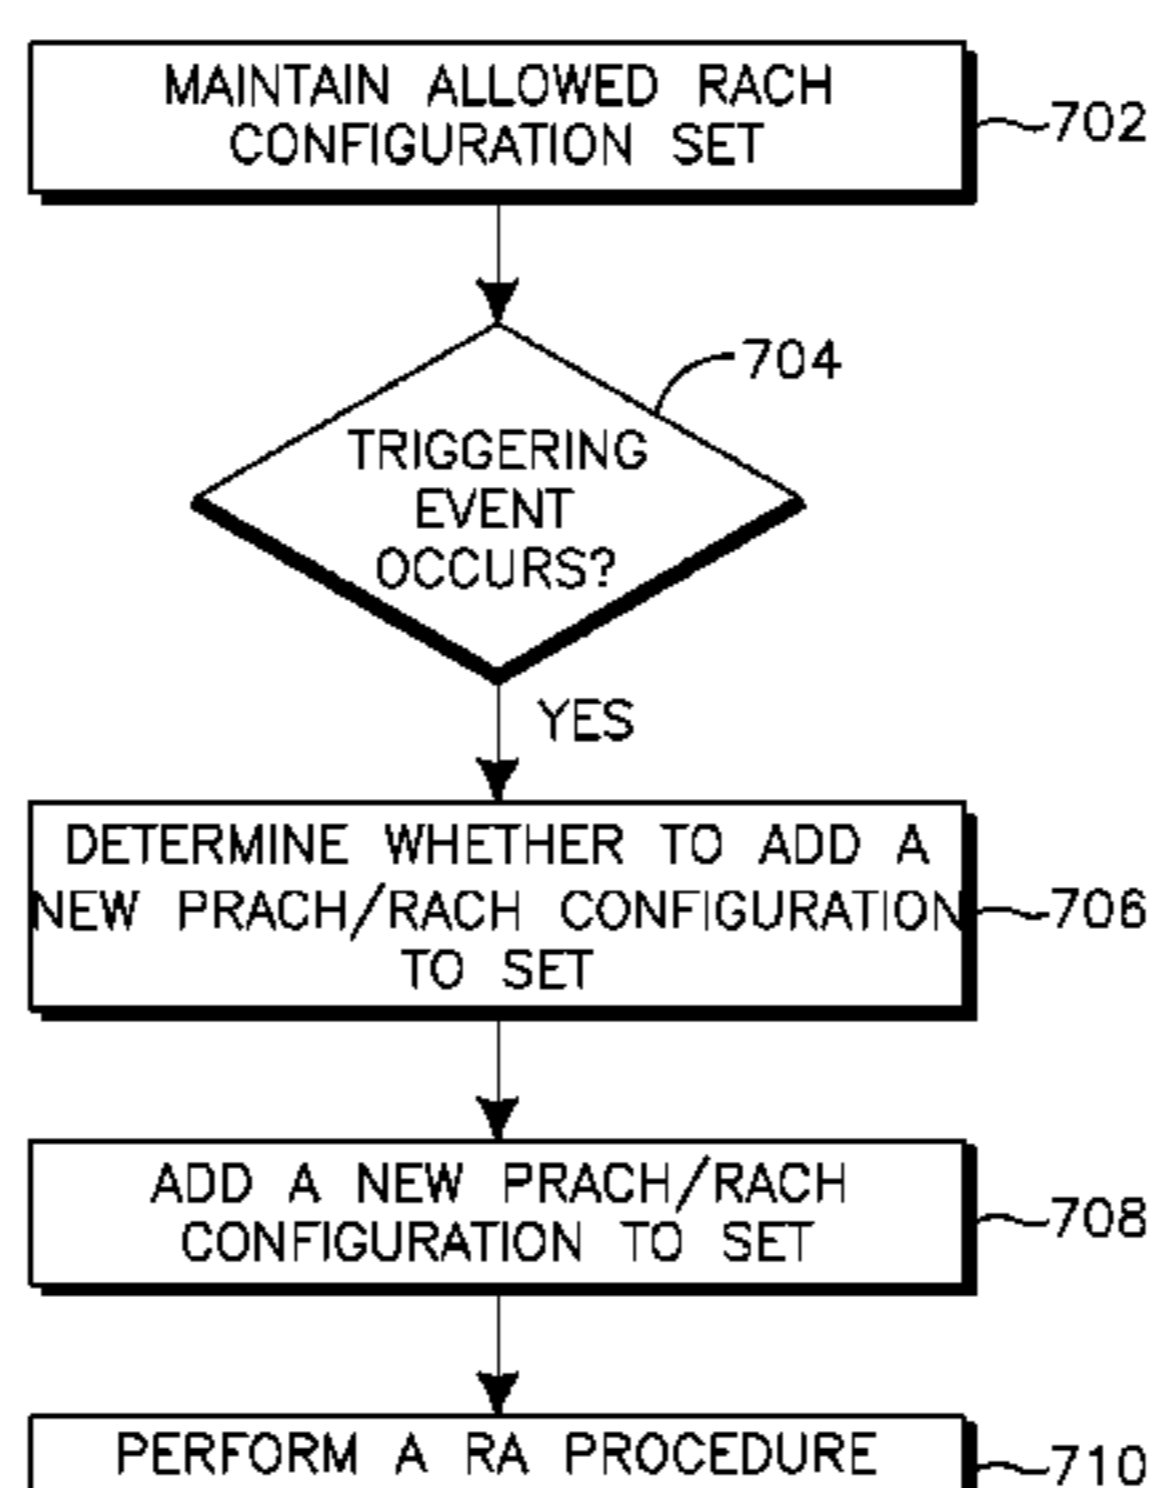 MAINTAIN ALLOWED RACH
CONFIGURATION SET
702
704
TRIGGERING
EVENT
OCCURS?
YES
DETERMINE WHETHER TO ADD A
NEW PRACH/RACH CONFIGURATION
TO SET
706
ADD A NEW PRACH/RACH
CONFIGURATION TO SET
708
PERFORM A RA PROCEDURE
710